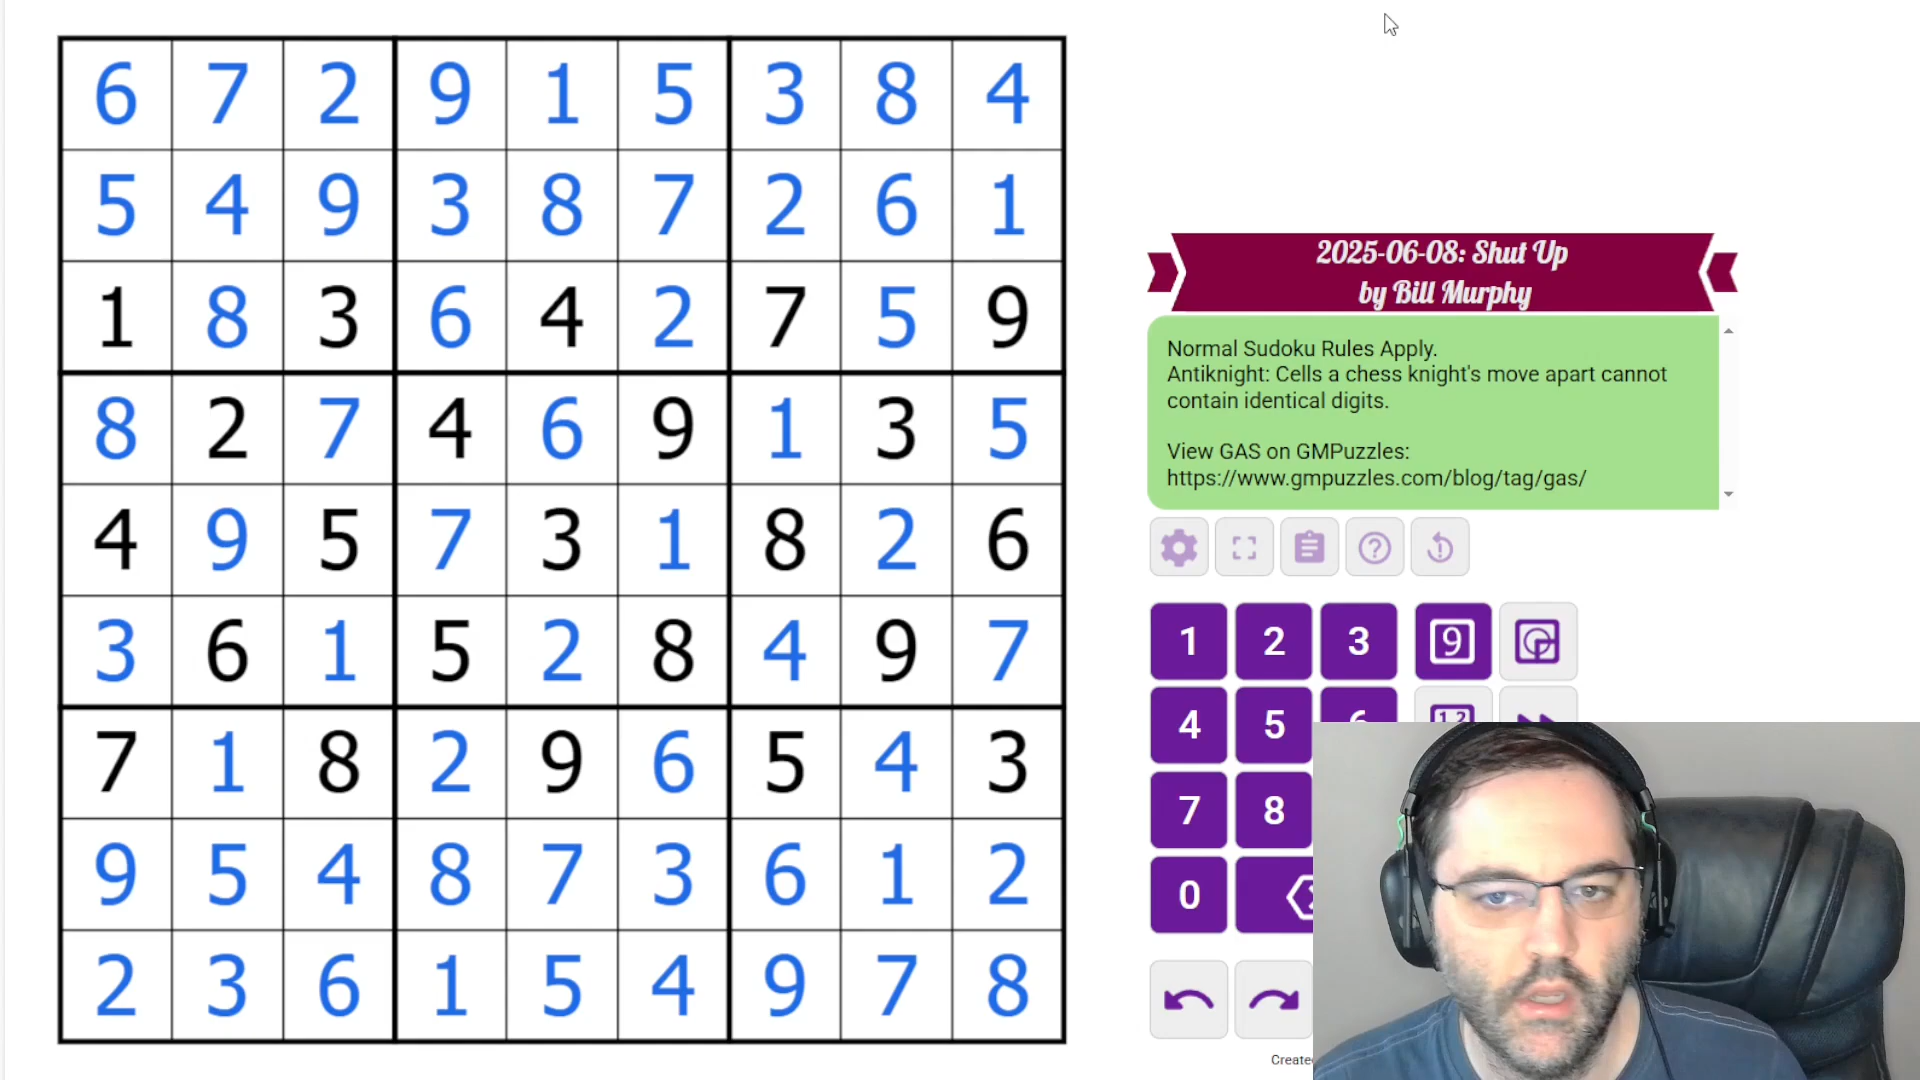 6 7 2 9 1 5 3 8 4
5 4 9 3 8 7 2 6 1
1 8 3 6 4 2 7 5 9
8 2 7 4 6 9 1 3 5
4 9 5 7 3 1 8 2 6
3 6 1 5 2 8 4 9 7
7 1 8 2 9 6 5 4 3
9 5 4 8 7 3 6 1 2
2 3 6 1 5 4 9 7 8
2025-06-08: Shut Up
by Bill Murphy
Normal Sudoku Rules Apply.
Antiknight: Cells a chess knight's move apart cannot
contain identical digits.
View GAS on GMPuzzles:
https://www.gmpuzzles.com/blog/tag/gas/
1 2 3 9
4 5 6 12
7 8
0